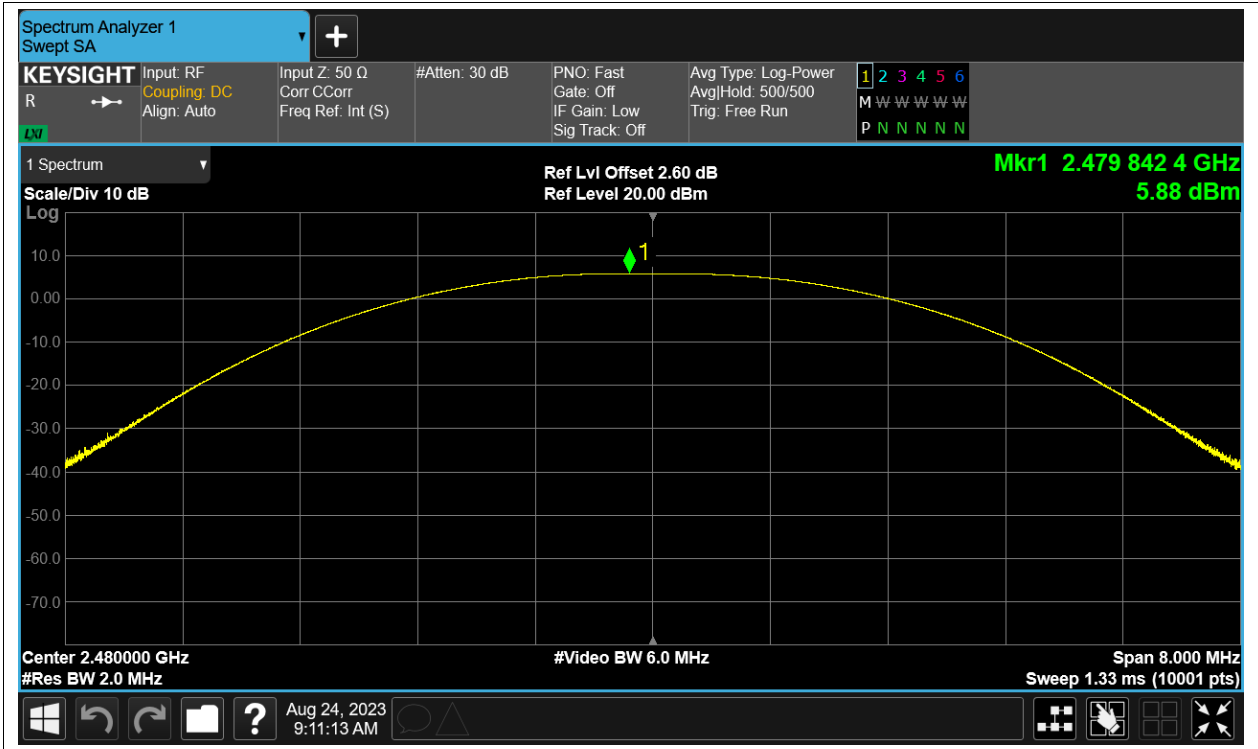 Spectrum Analyzer 1
Swept SA
KEYSIGHT
R
LXI
Input: RF
Coupling: DC
Align: Auto
Input Z: 50 Ω
Corr CCorr
Freq Ref: Int (S)
#Atten: 30 dB
PNO: Fast
Gate: Off
IF Gain: Low
Sig Track: Off
Avg Type: Log-Power
Avg|Hold: 500/500
Trig: Free Run
1 2 3 4 5 6
M W W W W W
P N N N N N
1 Spectrum
Scale/Div 10 dB
Log
Ref Lvl Offset 2.60 dB
Ref Level 20.00 dBm
Mkr1 2.479 842 4 GHz
5.88 dBm
1
10.0
0.00
-10.0
-20.0
-30.0
-40.0
-50.0
-60.0
-70.0
Center 2.480000 GHz
#Res BW 2.0 MHz
#Video BW 6.0 MHz
Span 8.000 MHz
Sweep 1.33 ms (10001 pts)
?
Aug 24, 2023
9:11:13 AM